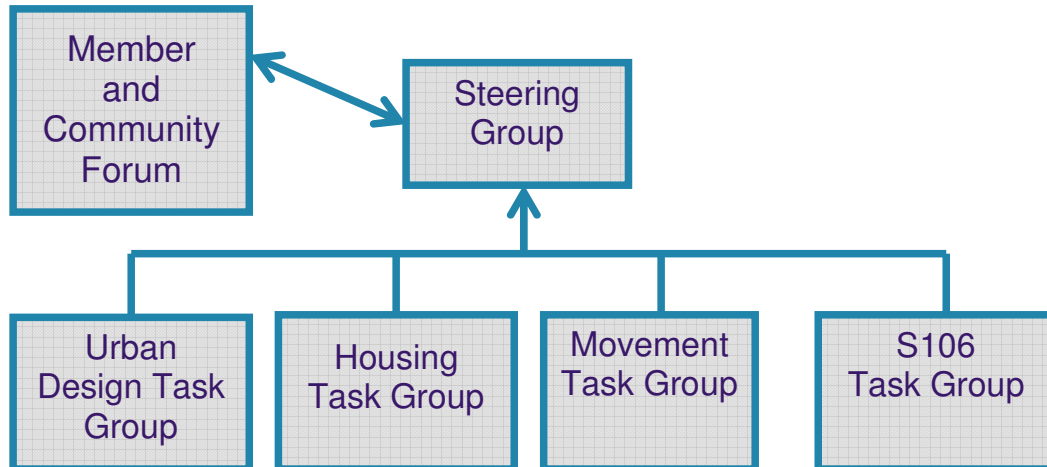 Member
and
Community
Forum
Steering
Group
Urban
Design Task
Group
Housing
Task Group
Movement
Task Group
S106
Task Group